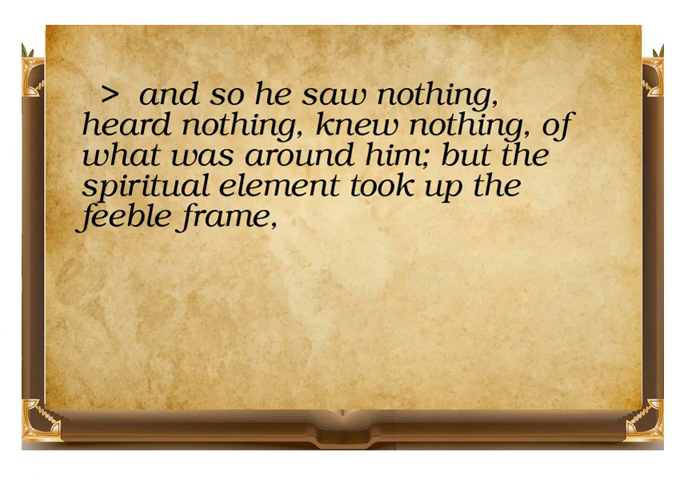 > and so he saw nothing,
heard nothing, knew nothing, of
what was around him; but the
spiritual element took up the
feeble frame,